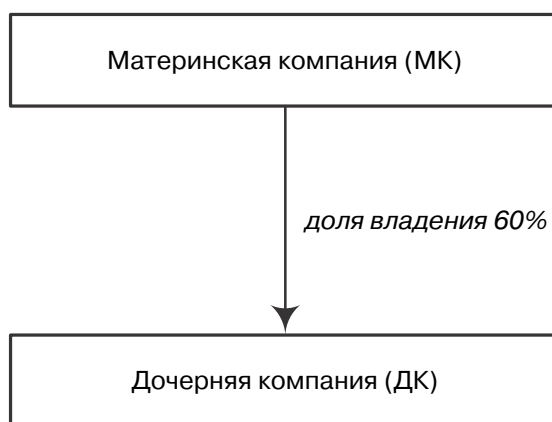 Материнская компания (МК)
доля владения 60%
Дочерняя компания (ДК)